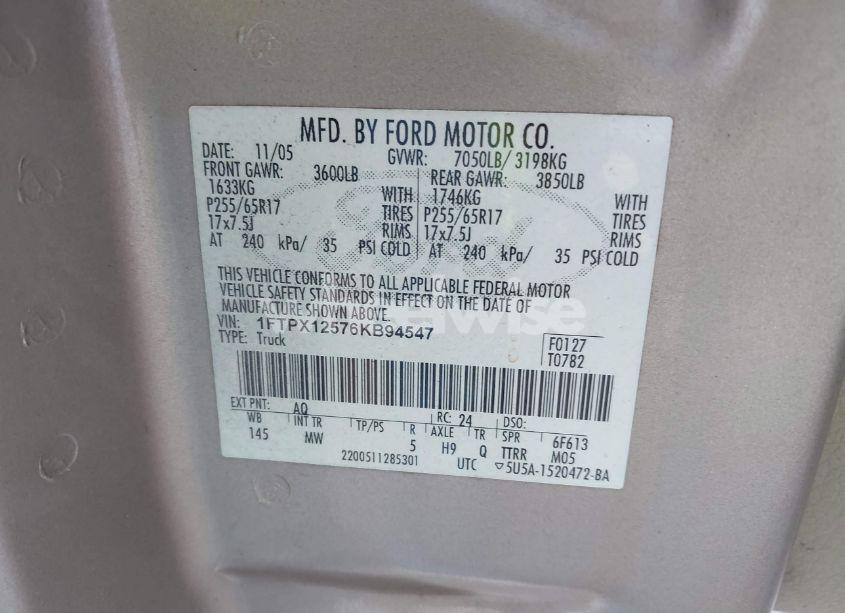 MFD. BY FORD MOTOR CO.
DATE: 11/05 GVWR: 7050LB/ 3198KG
FRONT GAWR: 3600LB REAR GAWR: 3850LB
1633KG WITH 1746KG WITH
P255/65R17 TIRES P255/65R17 TIRES
17x7.5J RIMS 17x7.5J RIMS
AT 240 kPa/ 35 PSI COLD AT 240 kPa/ 35 PSI COLD
THIS VEHICLE CONFORMS TO ALL APPLICABLE FEDERAL MOTOR
VEHICLE SAFETY STANDARDS IN EFFECT ON THE DATE OF
MANUFACTURE SHOWN ABOVE.
VIN: 1FTPX12576KB94547
TYPE: Truck
F0127
T0782
EXT PNT: AQ RC: 24 DSO:
WB INT TR TP/PS R AXLE TR SPR 6F613
145 MW 5 H9 Q TTRR M05
2200511285301 UTC ▽5U5A-1520472-BA